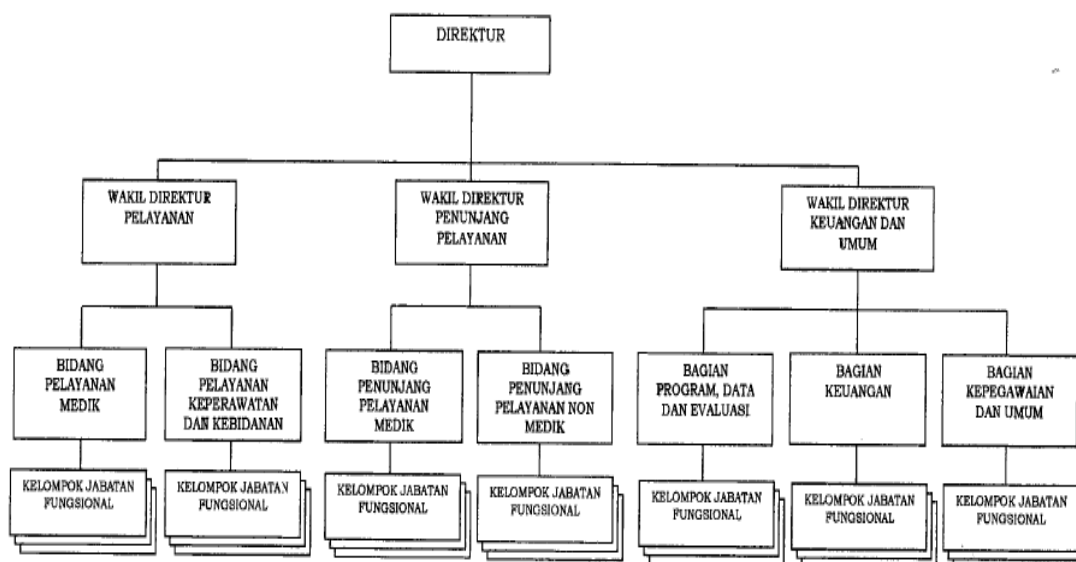 DIREKTUR
WAKIL DIREKTUR
PELAYANAN
WAKIL DIREKTUR
PENUNJANG
PELAYANAN
WAKIL DIREKTUR
KEUANGAN DAN
UMUM
BIDANG
PELAYANAN
MEDIK
BIDANG
PELAYANAN
KEPERAWATAN
DAN KEBIDANAN
BIDANG
PENUNJANG
PELAYANAN
MEDIK
BIDANG
PENUNJANG
PELAYANAN NON
MEDIK
BAGIAN
PROGRAM, DATA
DAN EVALUASI
BAGIAN
KEUANGAN
BAGIAN
KEPEGAWAIAN
DAN UMUM
KELOMPOK JABATAN
FUNGSIONAL
KELOMPOK JABATAN
FUNGSIONAL
KELOMPOK JABATAN
FUNGSIONAL
KELOMPOK JABATAN
FUNGSIONAL
KELOMPOK JABATAN
FUNGSIONAL
KELOMPOK JABATAN
FUNGSIONAL
KELOMPOK JABATAN
FUNGSIONAL